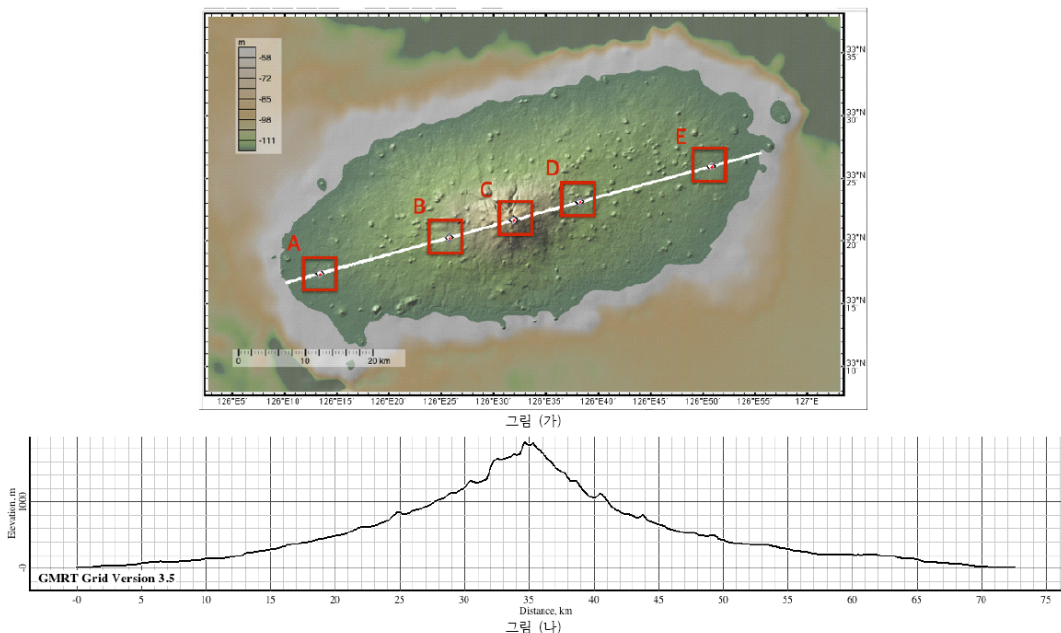 m
-58
-72
-85
-98
-111
A
B
C
D
E
33°N
35'
33°N
30'
33°N
25'
33°N
20'
33°N
15'
33°N
10'
0 10 20 km
126°E5' 126°E10' 126°E15' 126°E20' 126°E25' 126°E30' 126°E35' 126°E40' 126°E45' 126°E50' 126°E55' 127°E
그림 (가)
Elevation, m
1000
-0
GMRT Grid Version 3.5
-0 5 10 15 20 25 30 35 40 45 50 55 60 65 70 75
Distance, km
그림 (나)